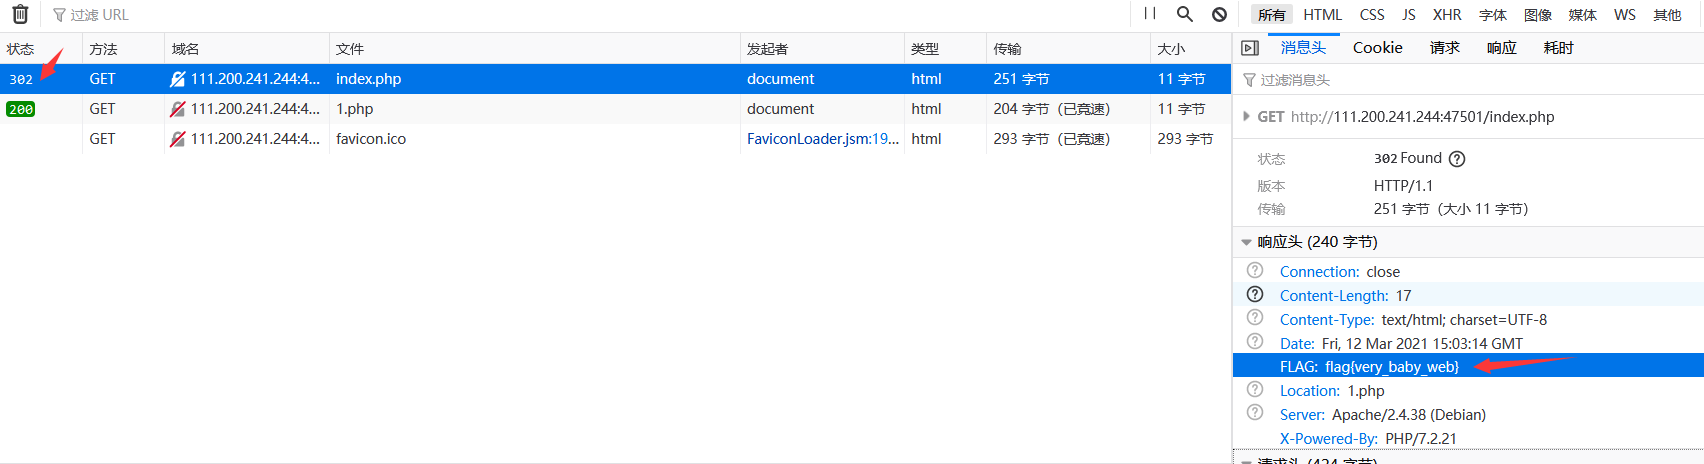 过滤 URL
所有 HTML CSS JS XHR 字体 图像 媒体 WS 其他
状态 方法 域名 文件 发起者 类型 传输 大小
302 GET 111.200.241.244:4... index.php document html 251 字节 11 字节
200 GET 111.200.241.244:4... 1.php document html 204 字节（已竞速） 11 字节
GET 111.200.241.244:4... favicon.ico FaviconLoader.jsm:19... html 293 字节（已竞速） 293 字节
消息头 Cookie 请求 响应 耗时
过滤消息头
GET http://111.200.241.244:47501/index.php
状态 302 Found
版本 HTTP/1.1
传输 251 字节（大小 11 字节）
响应头 (240 字节)
Connection: close
Content-Length: 17
Content-Type: text/html; charset=UTF-8
Date: Fri, 12 Mar 2021 15:03:14 GMT
FLAG: flag{very_baby_web}
Location: 1.php
Server: Apache/2.4.38 (Debian)
X-Powered-By: PHP/7.2.21
请求头 (424 字节)